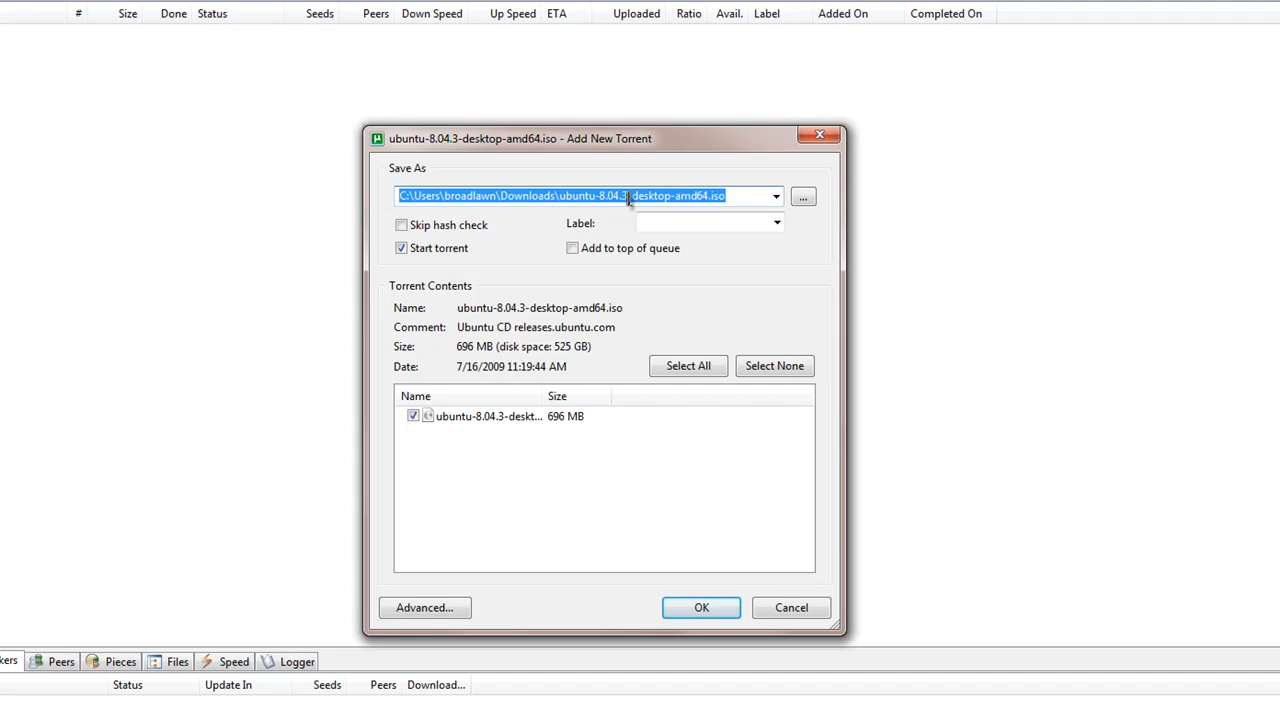 # Size Done Status Seeds Peers Down Speed Up Speed ETA Uploaded Ratio Avail. Label Added On Completed On
ubuntu-8.04.3-desktop-amd64.iso - Add New Torrent
Save As
C:\Users\broadlawn\Downloads\ubuntu-8.04.3-desktop-amd64.iso ...
Skip hash check Label:
Start torrent Add to top of queue
Torrent Contents
Name: ubuntu-8.04.3-desktop-amd64.iso
Comment: Ubuntu CD releases.ubuntu.com
Size: 696 MB (disk space: 525 GB)
Date: 7/16/2009 11:19:44 AM Select All Select None
Name Size
ubuntu-8.04.3-deskt... 696 MB
Advanced... OK Cancel
kers Peers Pieces Files Speed Logger
Status Update In Seeds Peers Download...